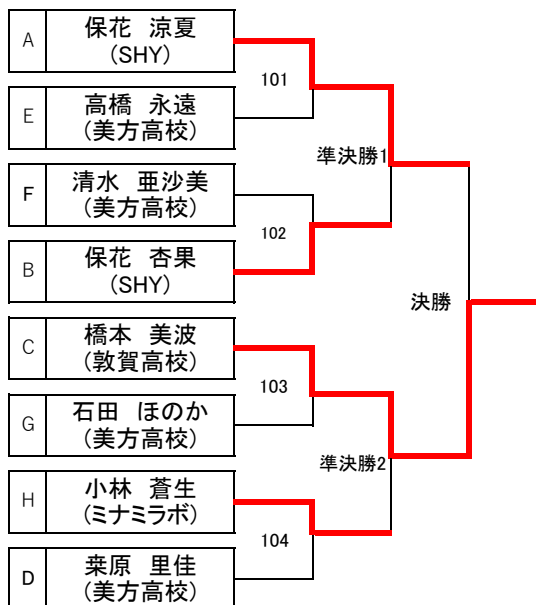 A
保花 涼夏
(SHY)
101
E
高橋 永遠
(美方高校)
準決勝1
F
清水 亜沙美
(美方高校)
102
B
保花 杏果
(SHY)
決勝
C
橋本 美波
(敦賀高校)
103
G
石田 ほのか
(美方高校)
準決勝2
H
小林 蒼生
(ミナミラボ)
104
D
桒原 里佳
(美方高校)